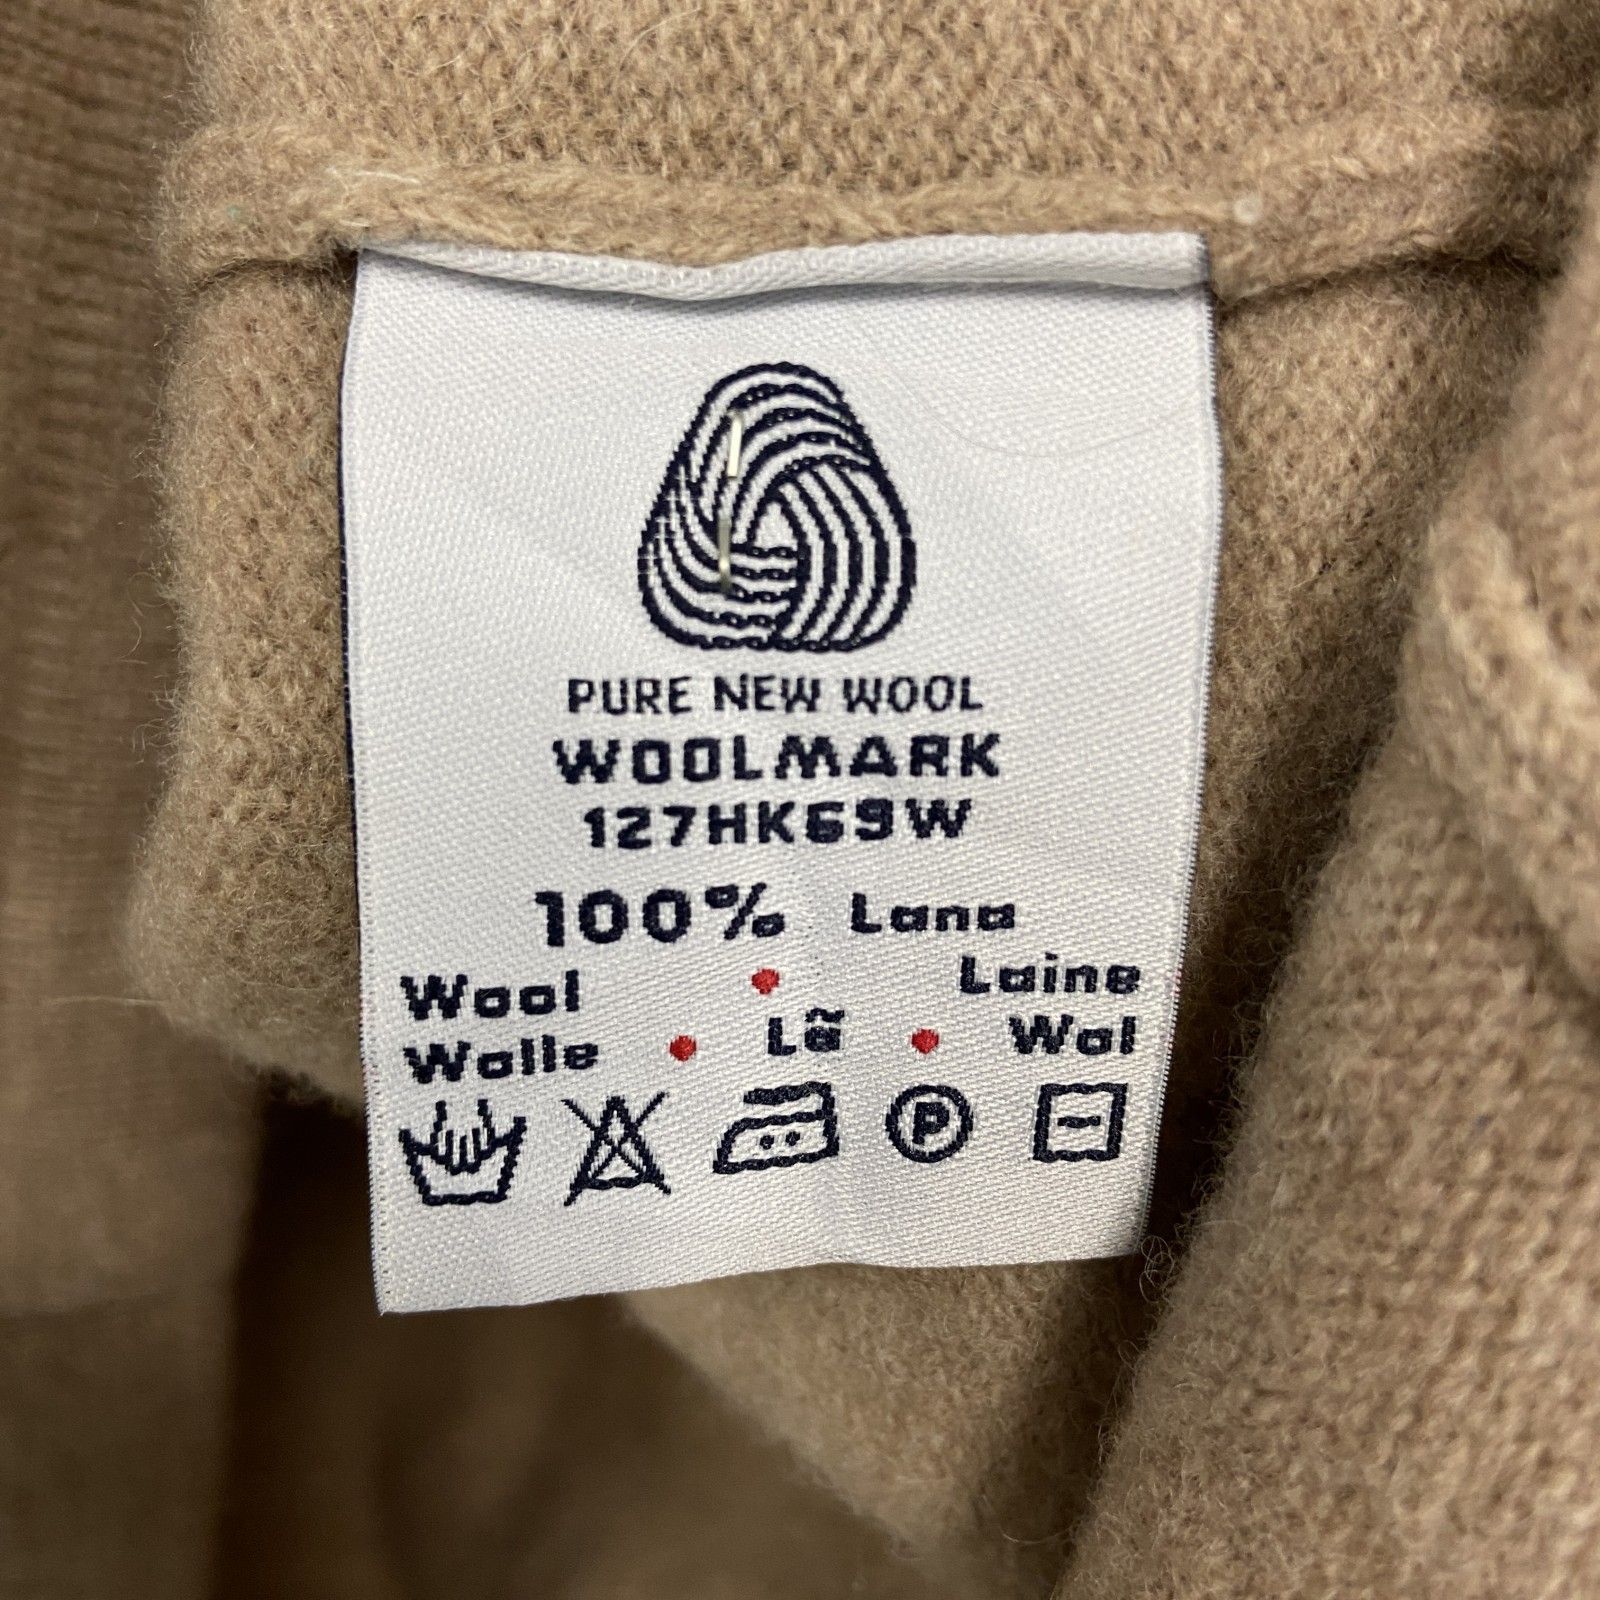 PURE NEW WOOL
WOOLMARK
127HK69W
100% Lana
Wool • Laine
Wolle • Lã • Wol
P